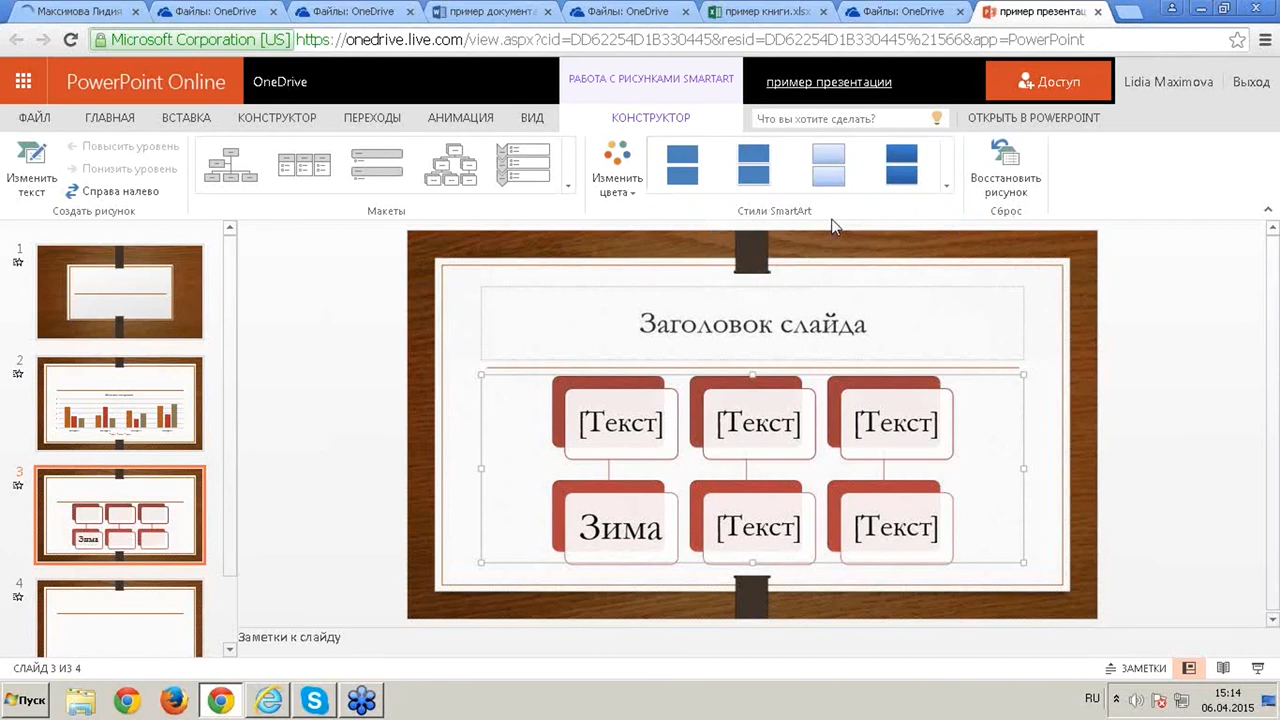 Максимова Лидия
Файлы: OneDrive
Файлы: OneDrive
пример документа
Файлы: OneDrive
пример книги.xlsx
Файлы: OneDrive
пример презентац
Microsoft Corporation [US] https://onedrive.live.com/view.aspx?cid=DD62254D1B330445&resid=DD62254D1B330445%21566&app=PowerPoint
PowerPoint Online
OneDrive
РАБОТА С РИСУНКАМИ SMARTART
пример презентации
Доступ
Lidia Maximova
Выход
ФАЙЛ
ГЛАВНАЯ
ВСТАВКА
КОНСТРУКТОР
ПЕРЕХОДЫ
АНИМАЦИЯ
ВИД
КОНСТРУКТОР
Что вы хотите сделать?
ОТКРЫТЬ В POWERPOINT
Изменить текст
Повысить уровень
Понизить уровень
Справа налево
Изменить цвета
Восстановить рисунок
Создать рисунок
Макеты
Стили SmartArt
Сброс
1
2
3
Зима
4
Заголовок слайда
[Текст] [Текст] [Текст]
Зима [Текст] [Текст]
Заметки к слайду
СЛАЙД 3 ИЗ 4
ЗАМЕТКИ
Пуск
RU
15:14
06.04.2015